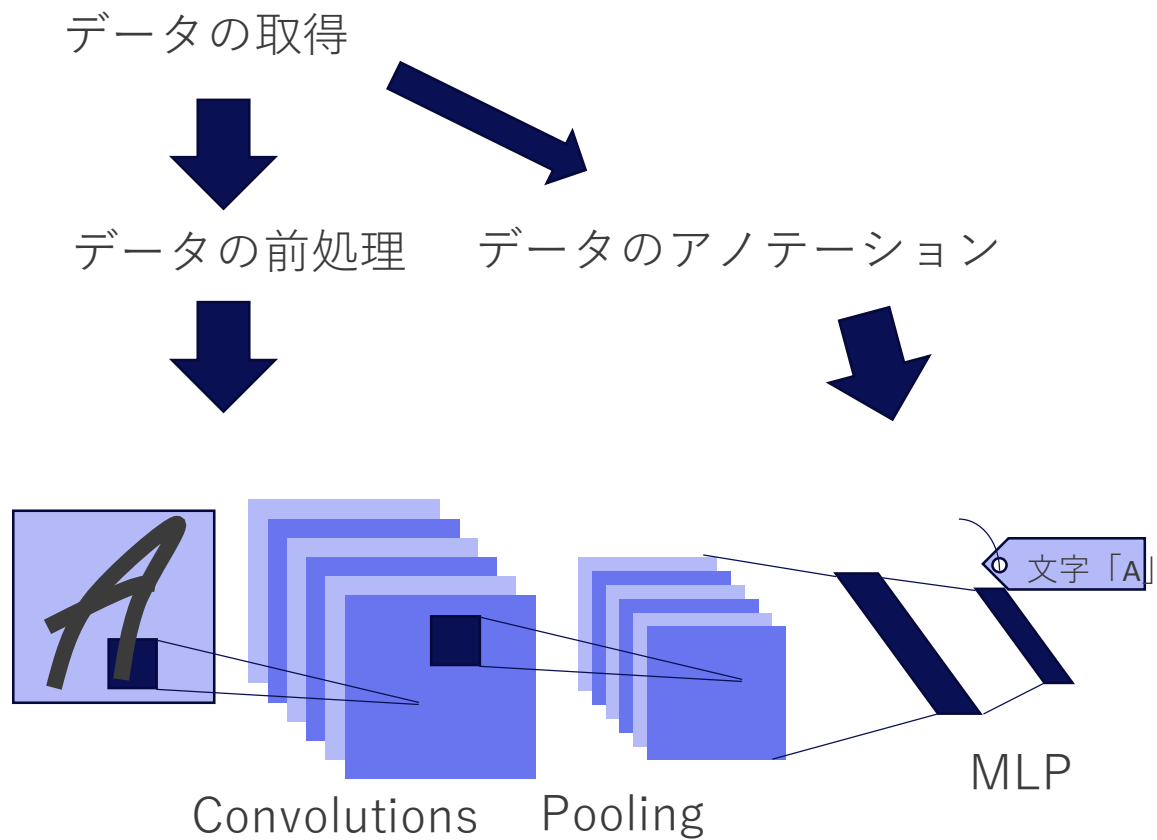 データの取得
データの前処理
データのアノテーション
文字「A」
MLP
Convolutions
Pooling